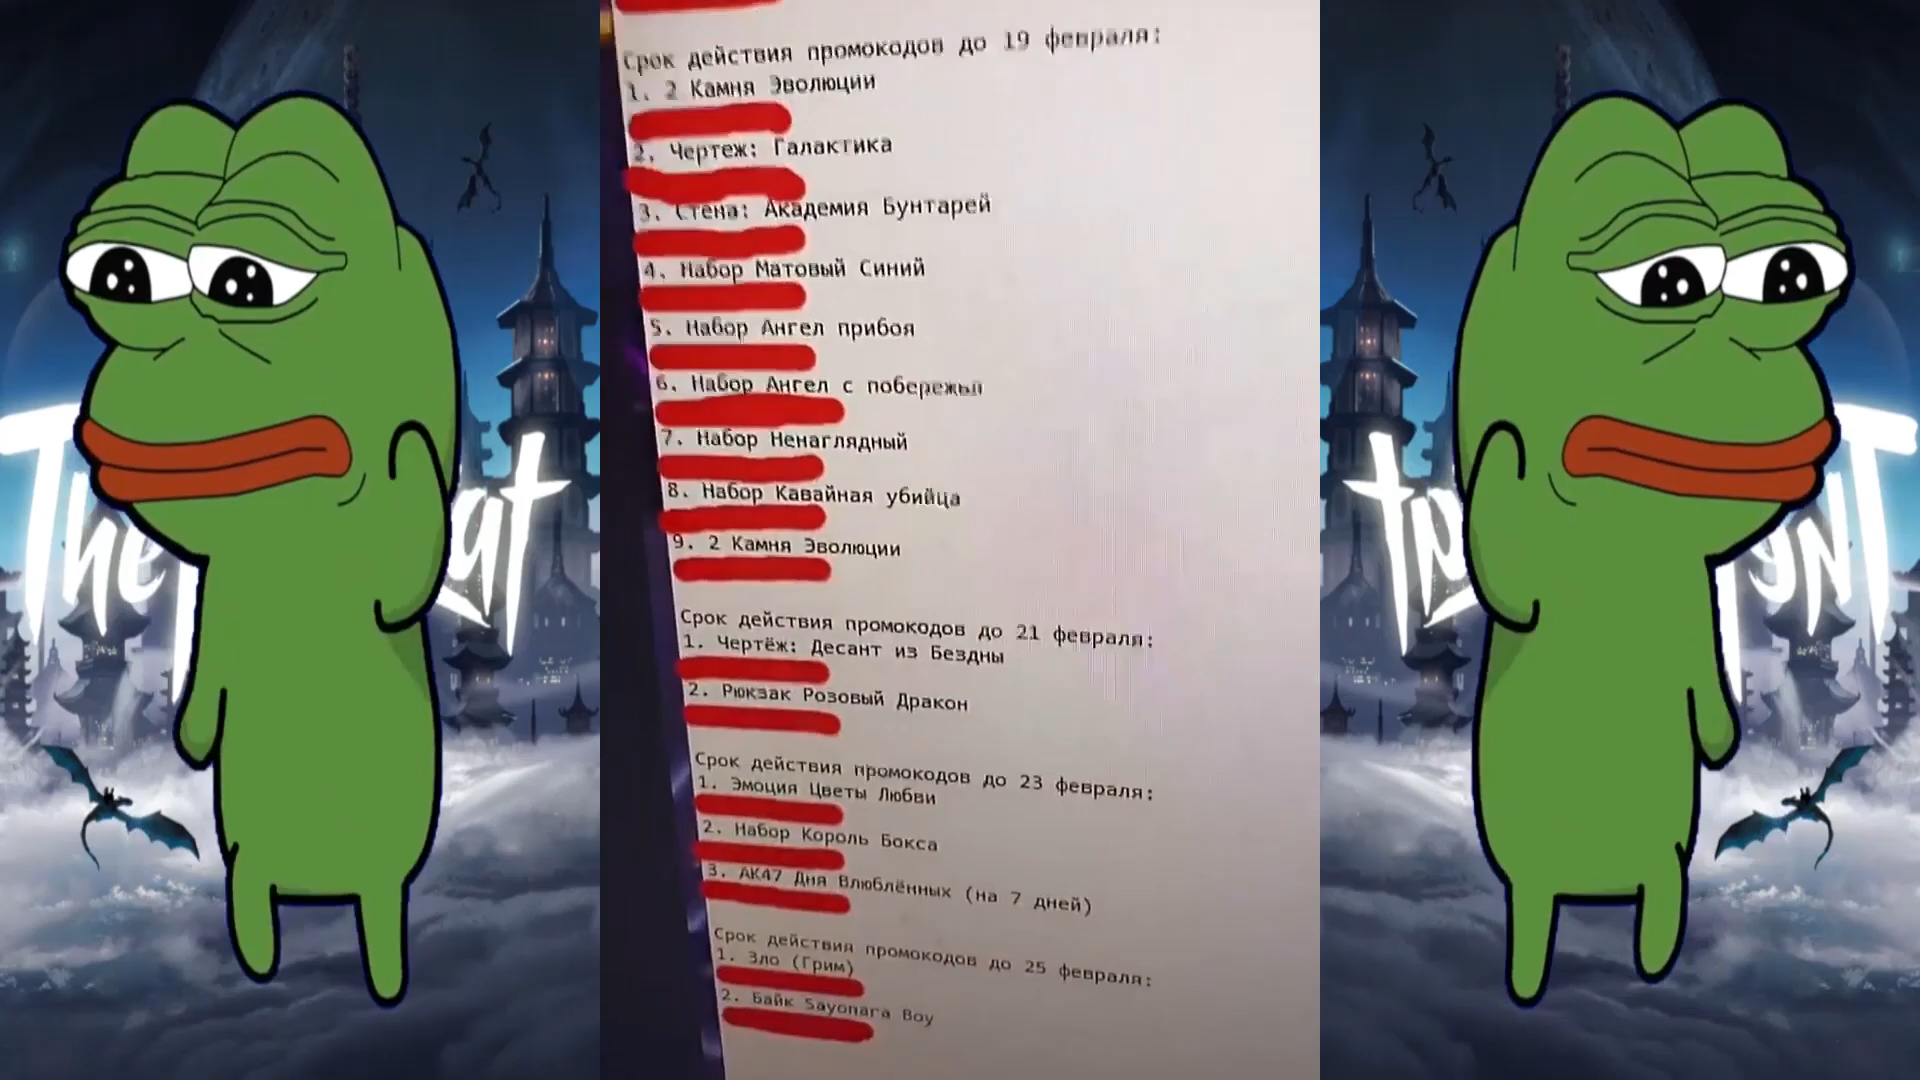 Срок действия промокодов до 19 февраля:
1. 2 Камня Эволюции
2. Чертеж: Галактика
3. Стена: Академия Бунтарей
4. Набор Матовый Синий
5. Набор Ангел прибоя
6. Набор Ангел с побережья
7. Набор Ненаглядный
8. Набор Кавайная убийца
9. 2 Камня Эволюции
Срок действия промокодов до 21 февраля:
1. Чертёж: Десант из Бездны
2. Рюкзак Розовый Дракон
Срок действия промокодов до 23 февраля:
1. Эмоция Цветы Любви
2. Набор Король Бокса
3. АК47 Дня Влюблённых (на 7 дней)
Срок действия промокодов до 25 февраля:
1. Зло (Грим)
2. Байк Sayonara Boy